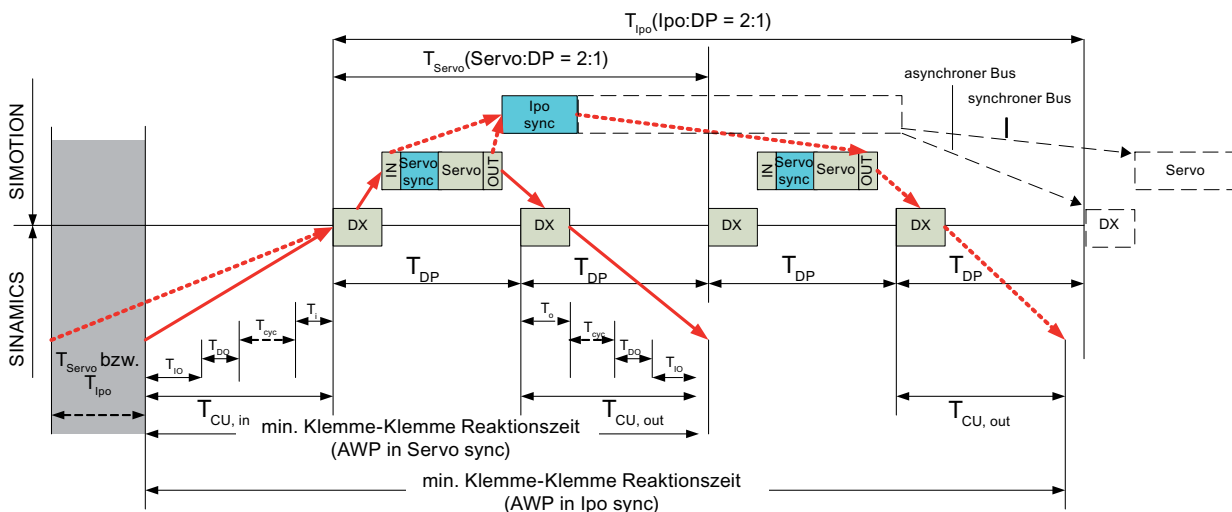 T_Ipo(Ipo:DP = 2:1)
T_Servo(Servo:DP = 2:1)
asynchroner Bus
synchroner Bus
SIMOTION
Ipo
sync
IN
Servo
sync
Servo
OUT
IN
Servo
sync
Servo
OUT
Servo
DX
DX
DX
DX
DX
SINAMICS
T_DP
T_DP
T_DP
T_DP
T_i
T_cyc
T_DO
T_IO
T_o
T_cyc
T_DO
T_IO
T_Servo bzw.
T_Ipo
T_CU, in
T_CU, out
T_CU, out
min. Klemme-Klemme Reaktionszeit
(AWP in Servo sync)
min. Klemme-Klemme Reaktionszeit
(AWP in Ipo sync)